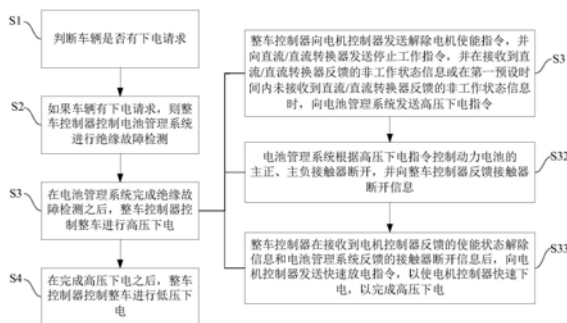 S1
判断车辆是否有下电请求
S2
如果车辆有下电请求，则整
车控制器控制电池管理系统
进行绝缘故障检测
S3
在电池管理系统完成绝缘故
障检测之后，整车控制器控
制整车进行高压下电
S4
在完成高压下电之后，整车
控制器控制整车进行低压下
电
整车控制器向电机控制器发送解除电机使能指令，并
向直流/直流转换器发送停止工作指令，并在接收到直
流/直流转换器反馈的非工作状态信息或在第一预设时
间内未接收到直流/直流转换器反馈的非工作状态信息
时，向电池管理系统发送高压下电指令
S31
电池管理系统根据高压下电指令控制动力电池的
主正、主负接触器断开，并向整车控制器反馈接触器
断开信息
S32
整车控制器在接收到电机控制器反馈的使能状态解除
信息和电池管理系统反馈的接触器断开信息后，向电
机控制器发送快速放电指令，以使电机控制器快速下
电，以完成高压下电
S33